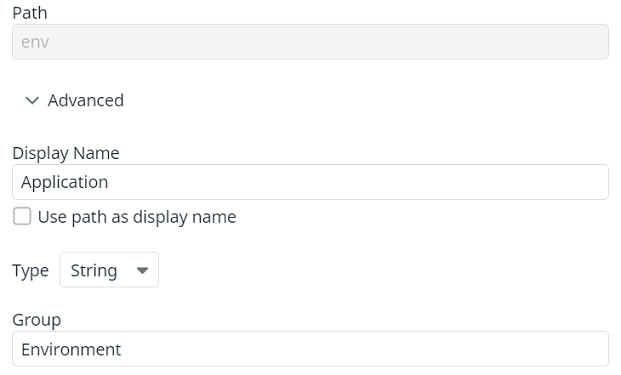 Path
env
Advanced
Display Name
Application
Use path as display name
Type String
Group
Environment